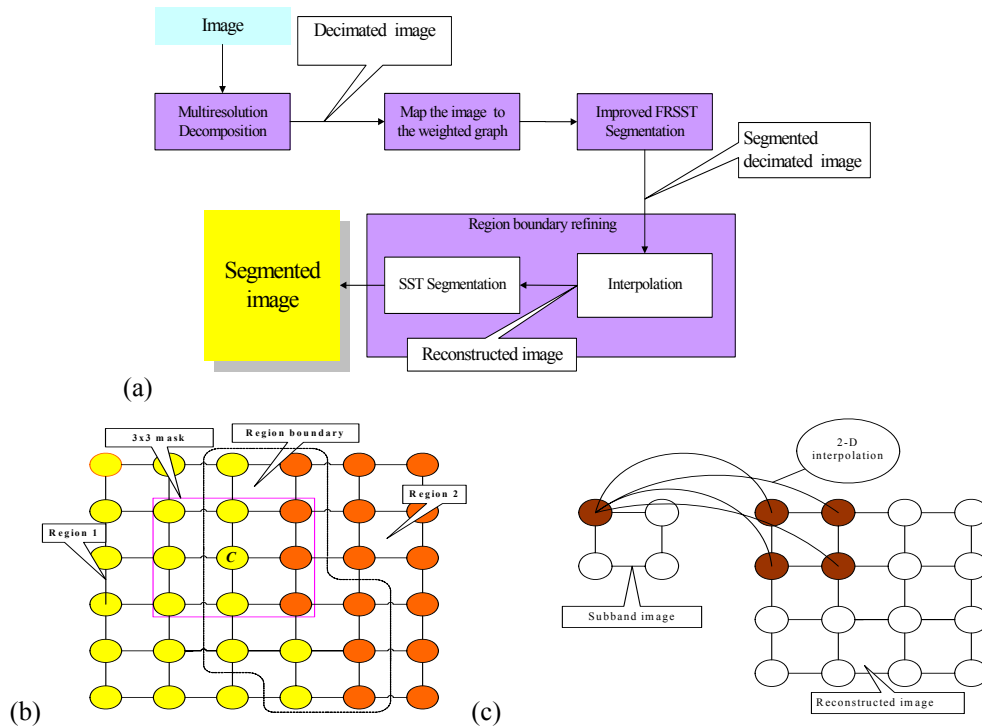 Image
Decimated image
Multiresolution
Decomposition
Map the image to
the weighted graph
Improved FRSST
Segmentation
Segmented
decimated image
Region boundary refining
Segmented
image
SST Segmentation
Interpolation
Reconstructed image
(a)
3x3 mask
Region boundary
Region 2
Region 1
C
(b)
2-D
interpolation
Subband image
Reconstructed image
(c)